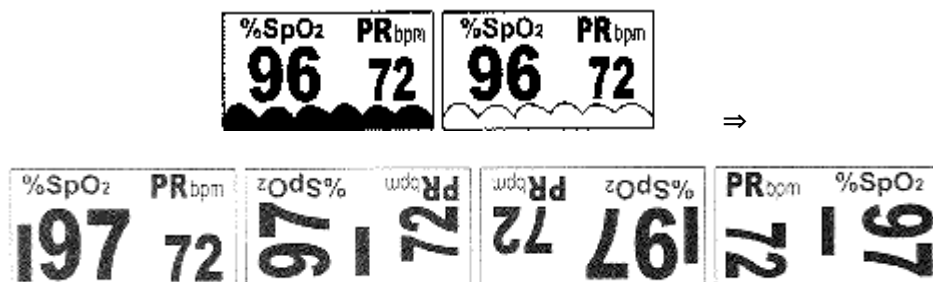 %SpO2 PRbpm %SpO2 PRbpm
96 72 96 72
⇒
%SpO2 PRbpm %SpO2 PRbpm PRbpm %SpO2 PRbpm %SpO2
97 72 97 72 72 97 72 97